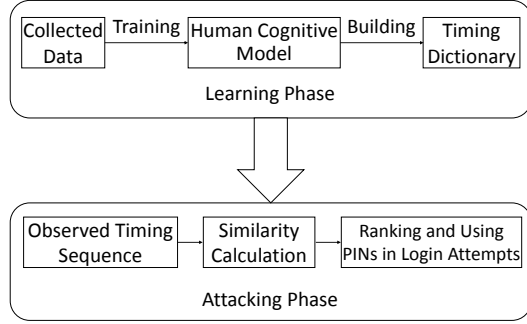 Collected
Data
Training
Human Cognitive
Model
Building
Timing
Dictionary
Learning Phase
Observed Timing
Sequence
Similarity
Calculation
Ranking and Using
PINs in Login Attempts
Attacking Phase